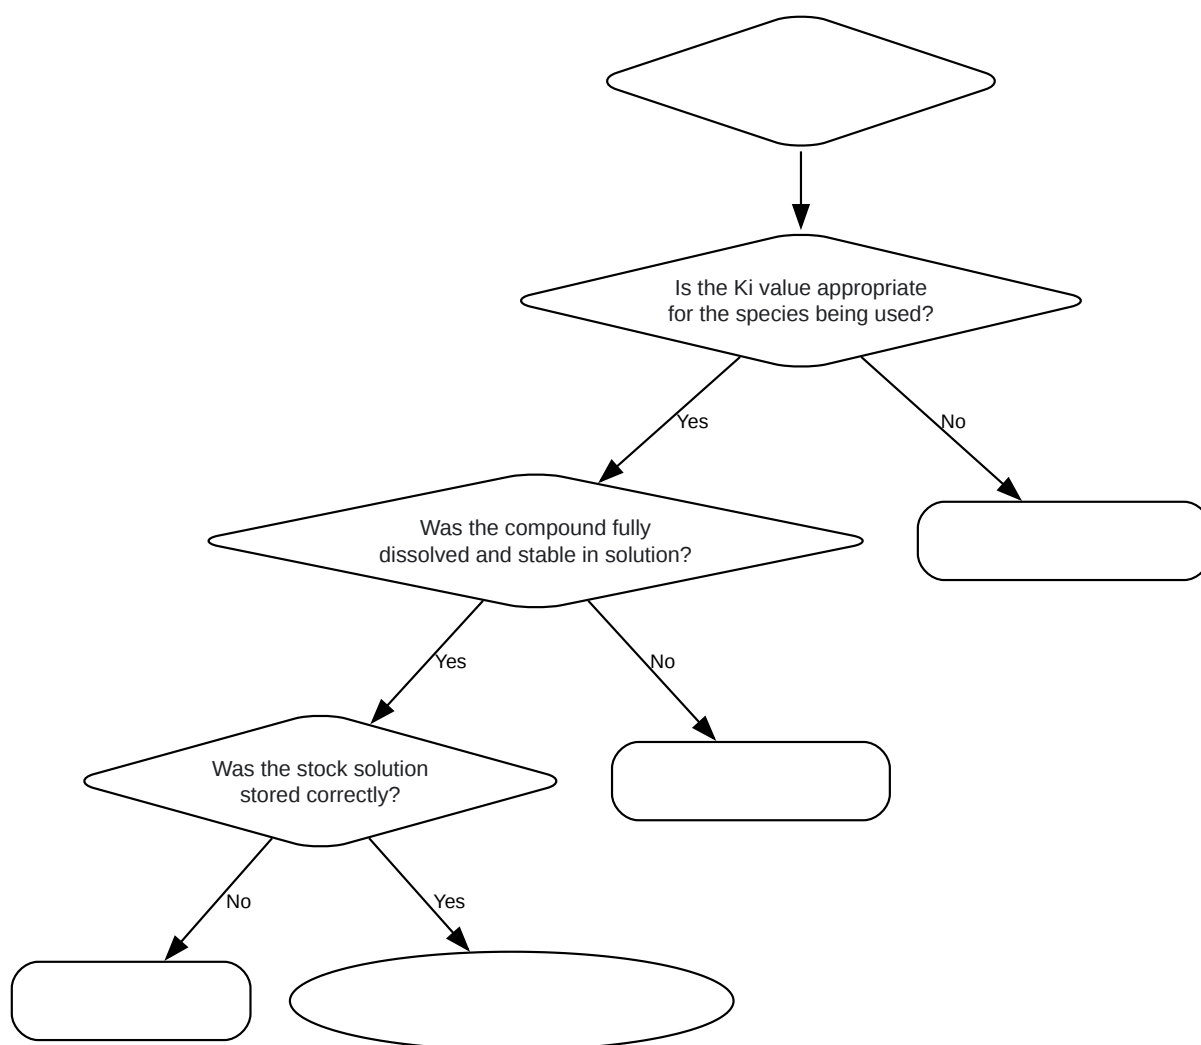 Is the Ki value appropriate
for the species being used?
Yes
No
Was the compound fully
dissolved and stable in solution?
Yes
No
Was the stock solution
stored correctly?
No
Yes